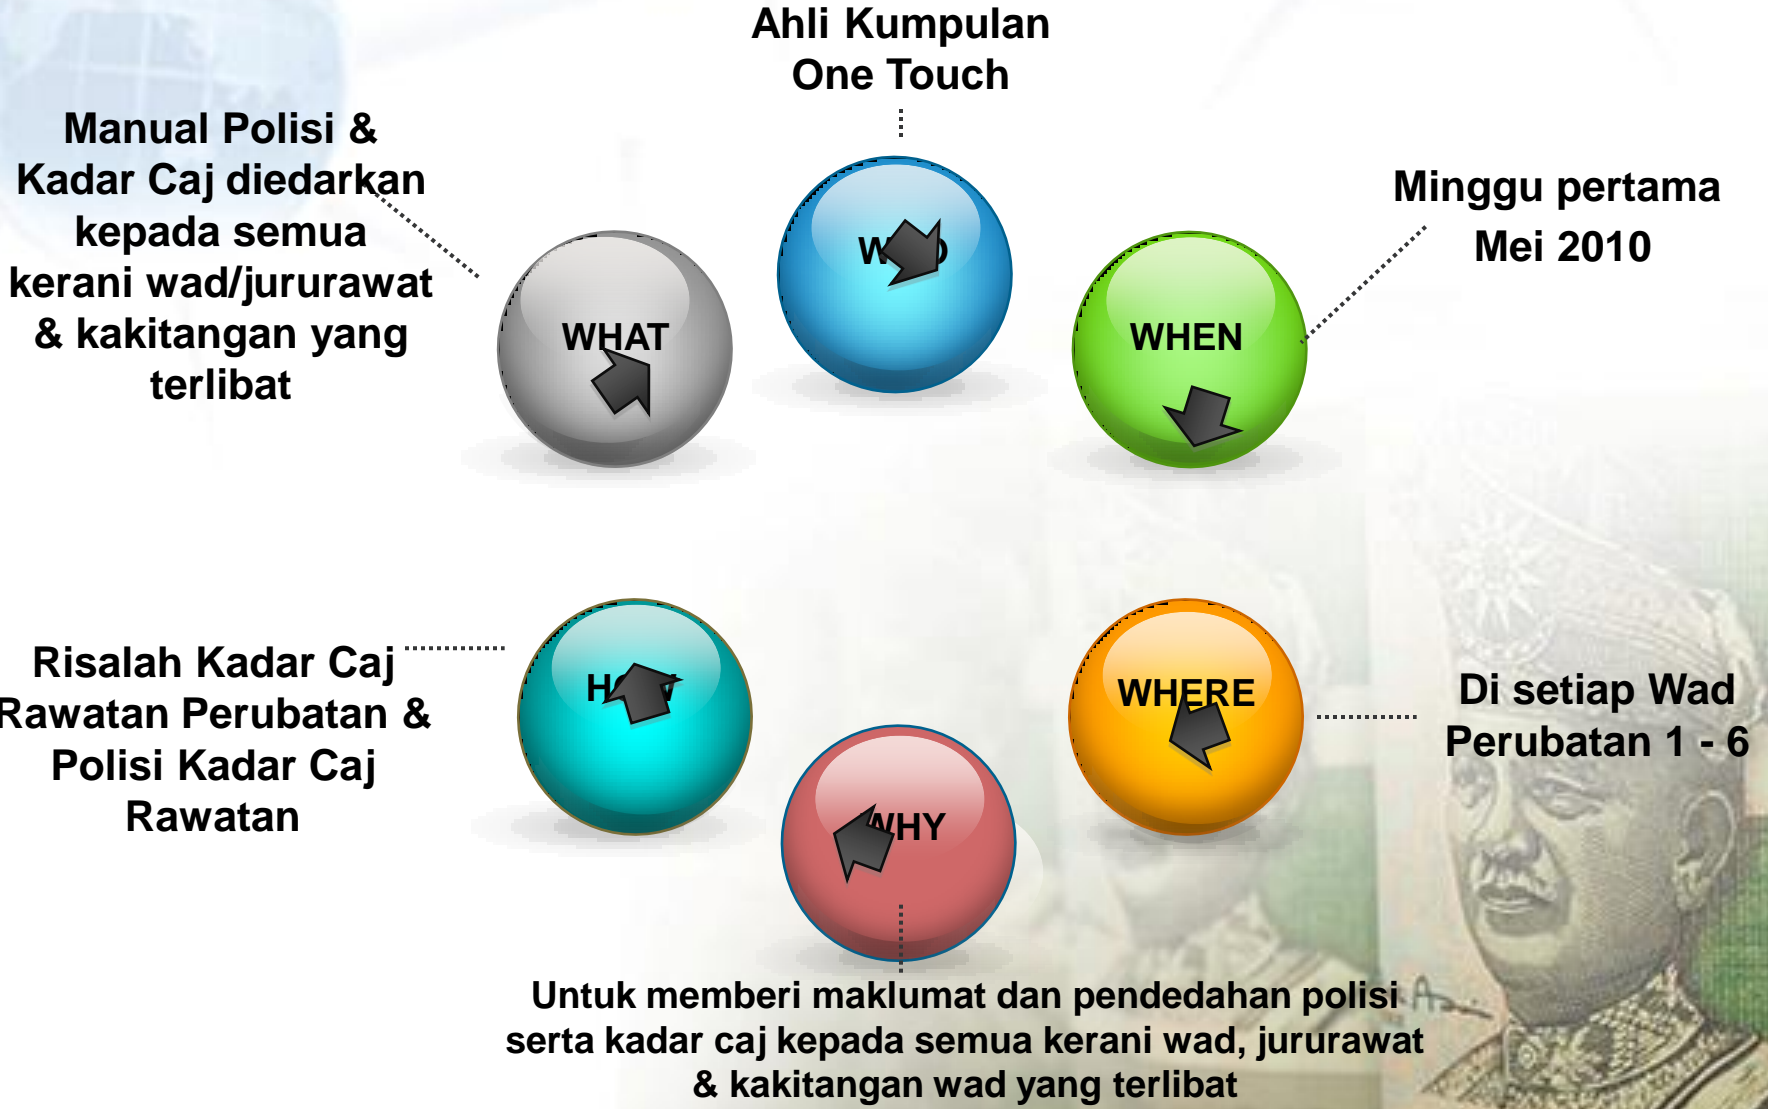 Ahli Kumpulan
One Touch
Manual Polisi &
Kadar Caj diedarkan
kepada semua
kerani wad/jururawat
& kakitangan yang
terlibat
WHAT
WHEN
Minggu pertama
Mei 2010
Risalah Kadar Caj
Rawatan Perubatan &
Polisi Kadar Caj
Rawatan
WHERE
Di setiap Wad
Perubatan 1 - 6
WHY
Untuk memberi maklumat dan pendedahan polisi
serta kadar caj kepada semua kerani wad, jururawat
& kakitangan wad yang terlibat